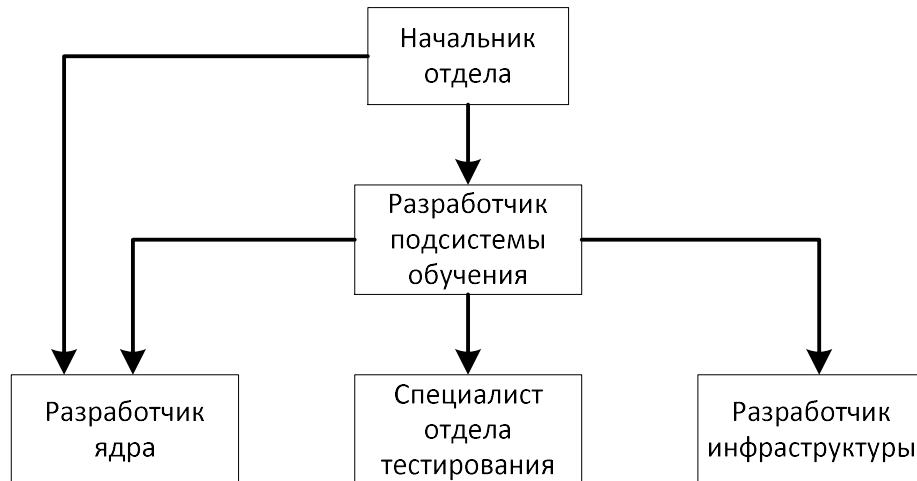 Начальник
отдела
Разработчик
подсистемы
обучения
Разработчик
ядра
Специалист
отдела
тестирования
Разработчик
инфраструктуры